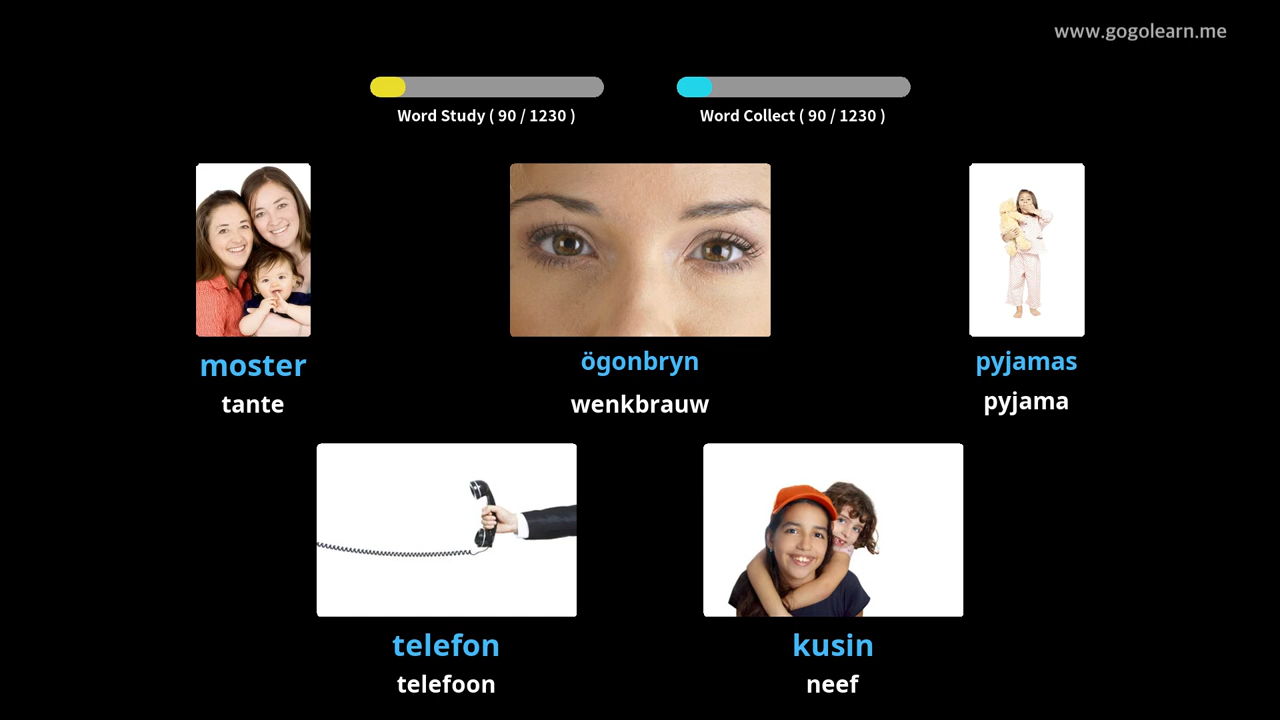 www.gogolearn.me
Word Study ( 90 / 1230 )
Word Collect ( 90 / 1230 )
moster
tante
ögonbryn
wenkbrauw
pyjamas
pyjama
telefon
telefoon
kusin
neef